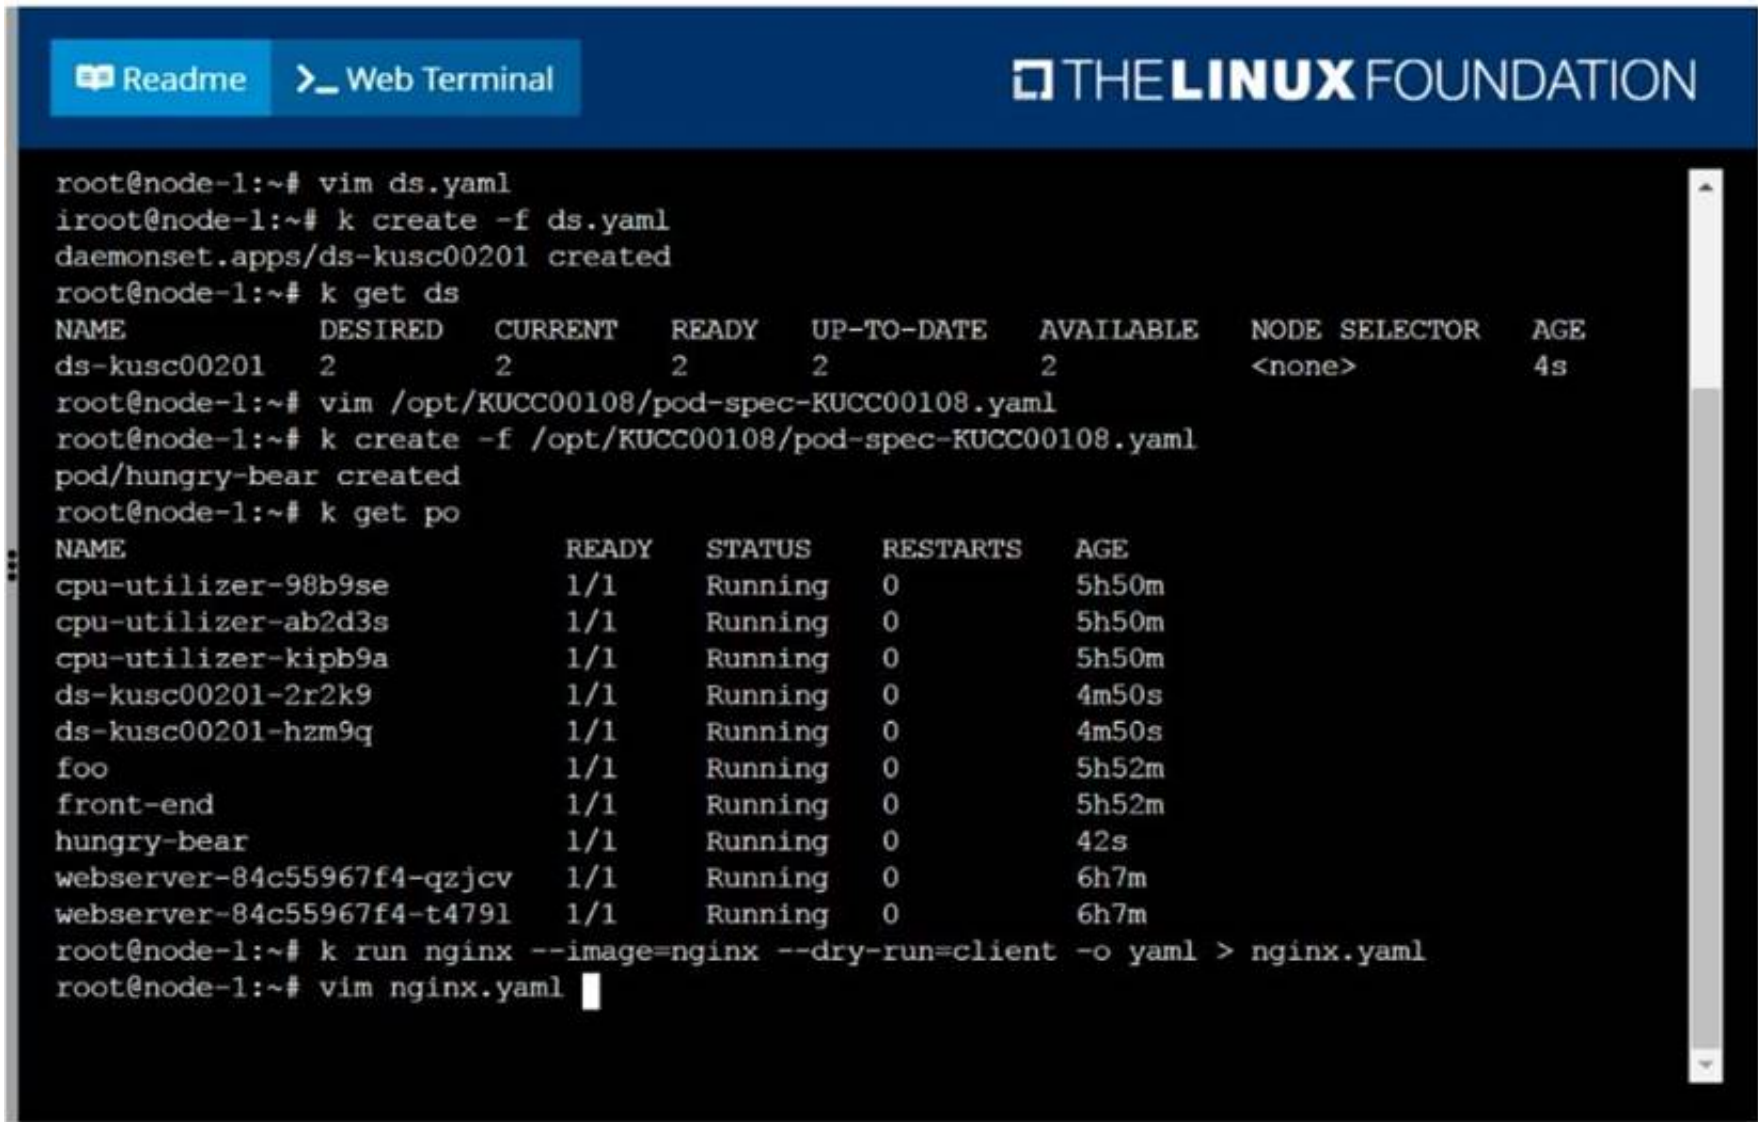 Readme >_ Web Terminal THE LINUX FOUNDATION
root@node-1:~# vim ds.yaml
iroot@node-1:~# k create -f ds.yaml
daemonset.apps/ds-kusc00201 created
root@node-1:~# k get ds
NAME DESIRED CURRENT READY UP-TO-DATE AVAILABLE NODE SELECTOR AGE
ds-kusc00201 2 2 2 2 2 <none> 4s
root@node-1:~# vim /opt/KUCC00108/pod-spec-KUCC00108.yaml
root@node-1:~# k create -f /opt/KUCC00108/pod-spec-KUCC00108.yaml
pod/hungry-bear created
root@node-1:~# k get po
NAME READY STATUS RESTARTS AGE
cpu-utilizer-98b9se 1/1 Running 0 5h50m
cpu-utilizer-ab2d3s 1/1 Running 0 5h50m
cpu-utilizer-kipb9a 1/1 Running 0 5h50m
ds-kusc00201-2r2k9 1/1 Running 0 4m50s
ds-kusc00201-hzm9q 1/1 Running 0 4m50s
foo 1/1 Running 0 5h52m
front-end 1/1 Running 0 5h52m
hungry-bear 1/1 Running 0 42s
webserver-84c55967f4-qzjcv 1/1 Running 0 6h7m
webserver-84c55967f4-t479l 1/1 Running 0 6h7m
root@node-1:~# k run nginx --image=nginx --dry-run=client -o yaml > nginx.yaml
root@node-1:~# vim nginx.yaml